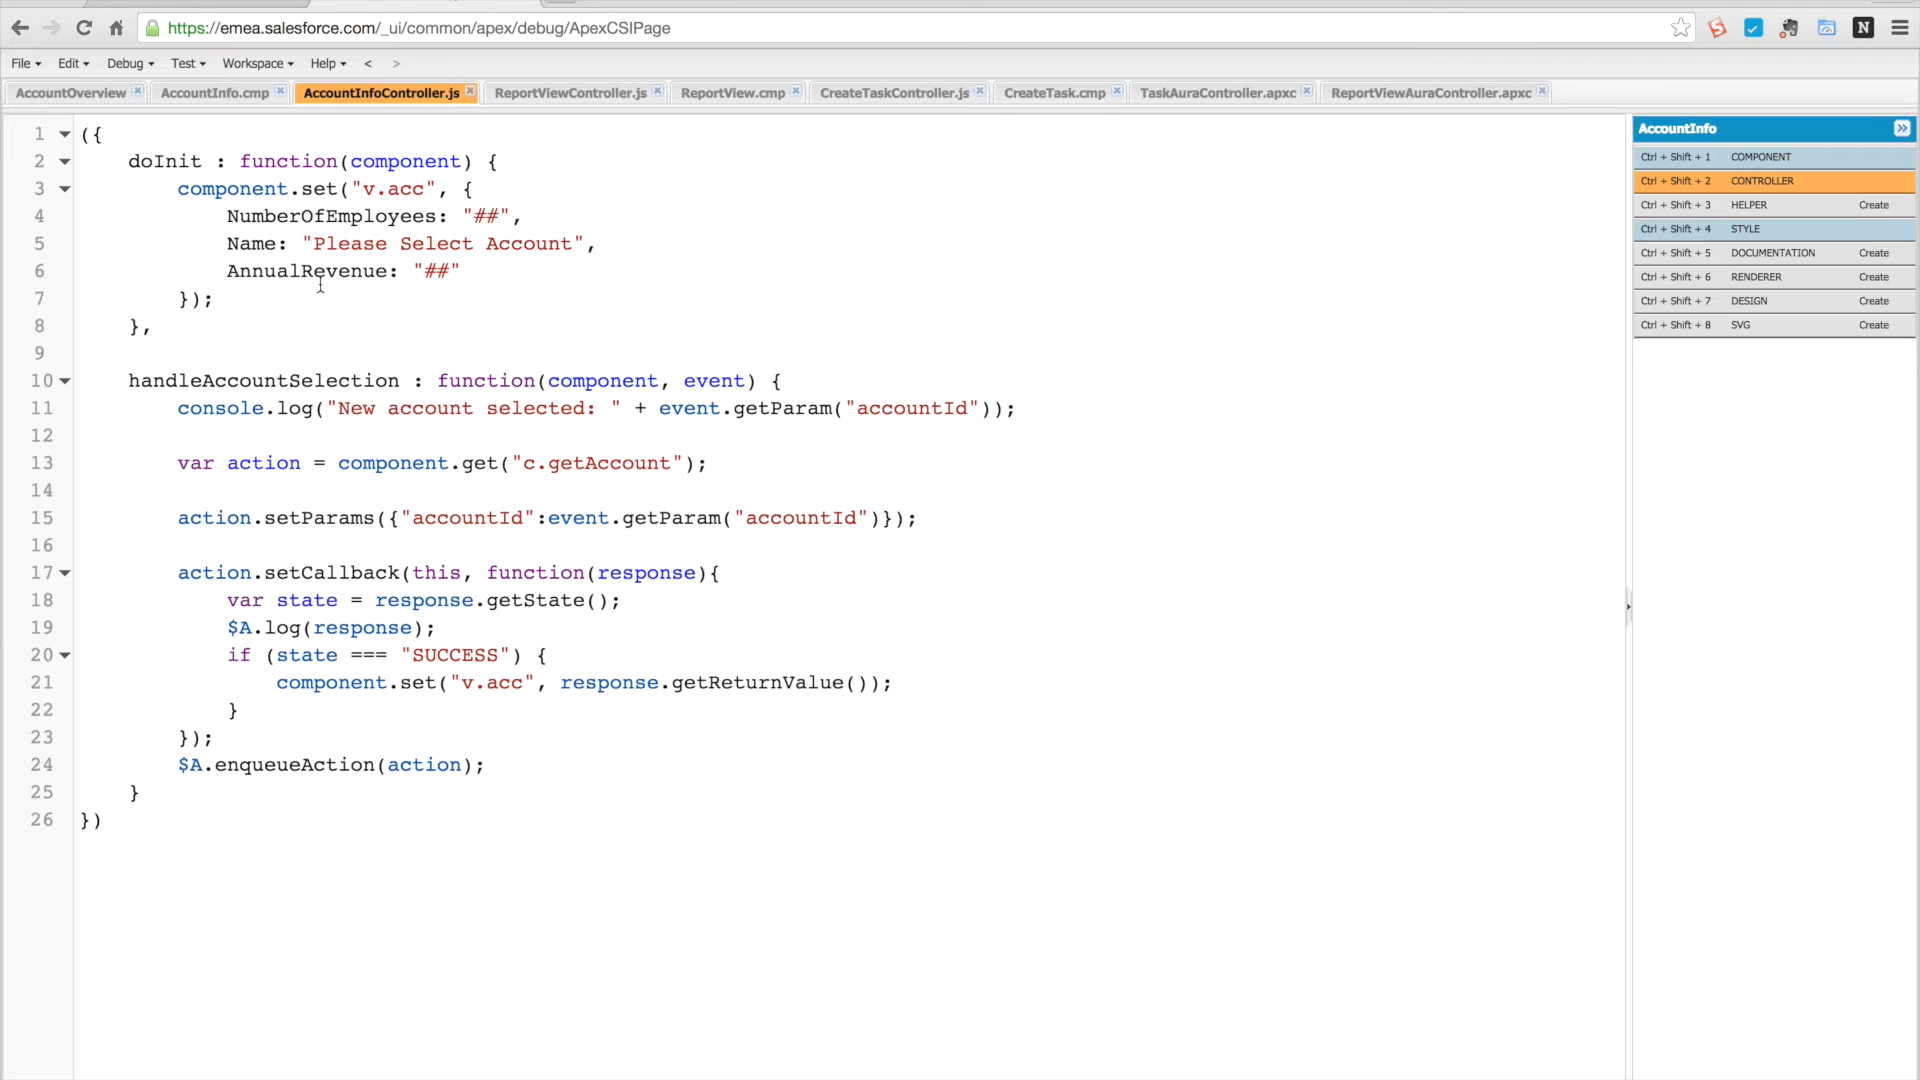 https://emea.salesforce.com/_ui/common/apex/debug/ApexCSIPage
File Edit Debug Test Workspace Help < >
AccountOverview AccountInfo.cmp AccountInfoController.js ReportViewController.js ReportView.cmp CreateTaskController.js CreateTask.cmp TaskAuraController.apxc ReportViewAuraController.apxc
1 ({
2 doInit : function(component) {
3 component.set("v.acc", {
4 NumberOfEmployees: "##",
5 Name: "Please Select Account",
6 AnnualRevenue: "##"
7 });
8 },
9
10 handleAccountSelection : function(component, event) {
11 console.log("New account selected: " + event.getParam("accountId"));
12
13 var action = component.get("c.getAccount");
14
15 action.setParams({"accountId":event.getParam("accountId")});
16
17 action.setCallback(this, function(response){
18 var state = response.getState();
19 $A.log(response);
20 if (state === "SUCCESS") {
21 component.set("v.acc", response.getReturnValue());
22 }
23 });
24 $A.enqueueAction(action);
25 }
26 })
AccountInfo
Ctrl + Shift + 1 COMPONENT
Ctrl + Shift + 2 CONTROLLER
Ctrl + Shift + 3 HELPER Create
Ctrl + Shift + 4 STYLE
Ctrl + Shift + 5 DOCUMENTATION Create
Ctrl + Shift + 6 RENDERER Create
Ctrl + Shift + 7 DESIGN Create
Ctrl + Shift + 8 SVG Create